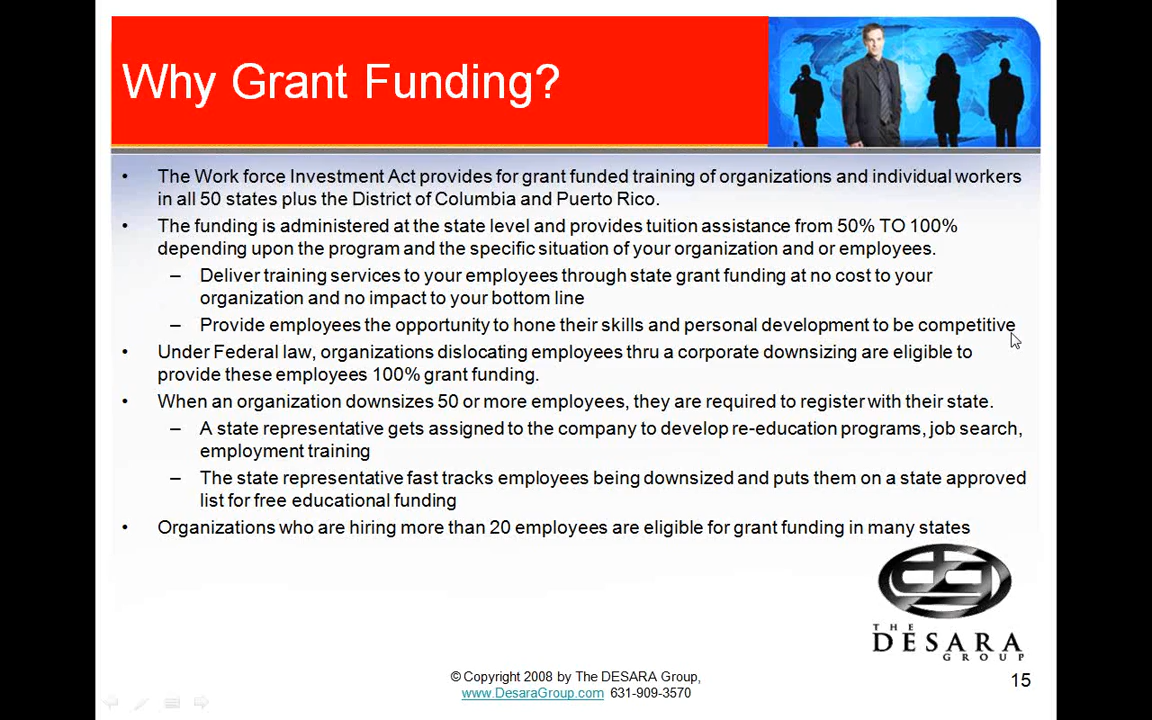 Why Grant Funding?
• The Work force Investment Act provides for grant funded training of organizations and individual workers
in all 50 states plus the District of Columbia and Puerto Rico.
• The funding is administered at the state level and provides tuition assistance from 50% TO 100%
depending upon the program and the specific situation of your organization and or employees.
– Deliver training services to your employees through state grant funding at no cost to your
organization and no impact to your bottom line
– Provide employees the opportunity to hone their skills and personal development to be competitive
• Under Federal law, organizations dislocating employees thru a corporate downsizing are eligible to
provide these employees 100% grant funding.
• When an organization downsizes 50 or more employees, they are required to register with their state.
– A state representative gets assigned to the company to develop re-education programs, job search,
employment training
– The state representative fast tracks employees being downsized and puts them on a state approved
list for free educational funding
• Organizations who are hiring more than 20 employees are eligible for grant funding in many states
THE
DESARA
GROUP
© Copyright 2008 by The DESARA Group,
www.DesaraGroup.com 631-909-3570
15